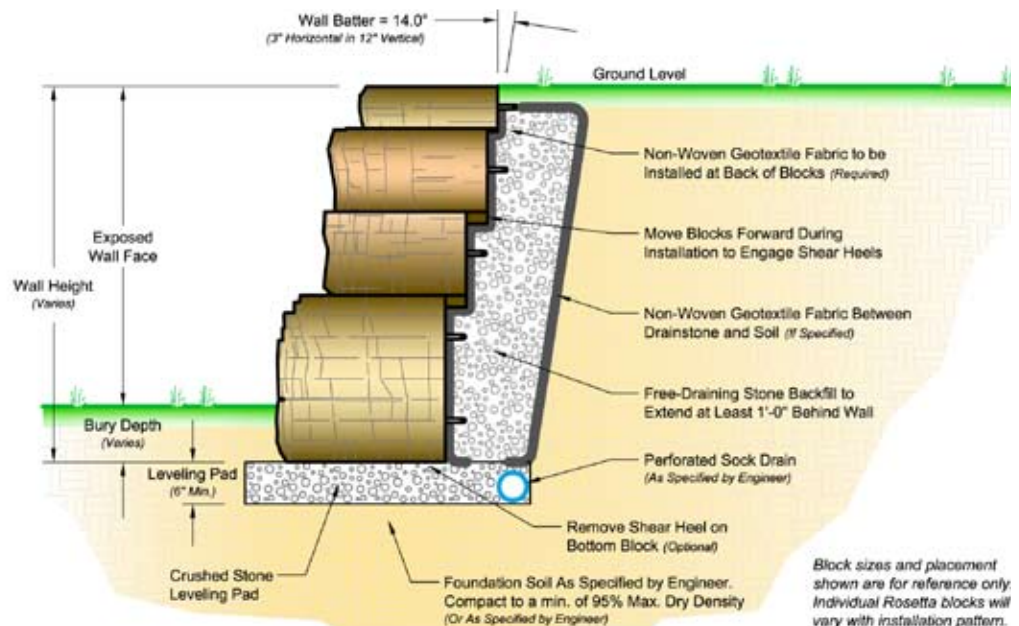 Wall Batter = 14.0°
(3" Horizontal in 12" Vertical)
Ground Level
Non-Woven Geotextile Fabric to be
Installed at Back of Blocks (Required)
Move Blocks Forward During
Installation to Engage Shear Heels
Exposed
Wall Face
Wall Height
(Varies)
Non-Woven Geotextile Fabric Between
Drainstone and Soil (If Specified)
Free-Draining Stone Backfill to
Extend at Least 1'-0" Behind Wall
Bury Depth
(Varies)
Leveling Pad
(6" Min.)
Perforated Sock Drain
(As Specified by Engineer)
Remove Shear Heel on
Bottom Block (Optional)
Crushed Stone
Leveling Pad
Foundation Soil As Specified by Engineer.
Compact to a min. of 95% Max. Dry Density
(Or As Specified by Engineer)
Block sizes and placement
shown are for reference only.
Individual Rosetta blocks will
vary with installation pattern.